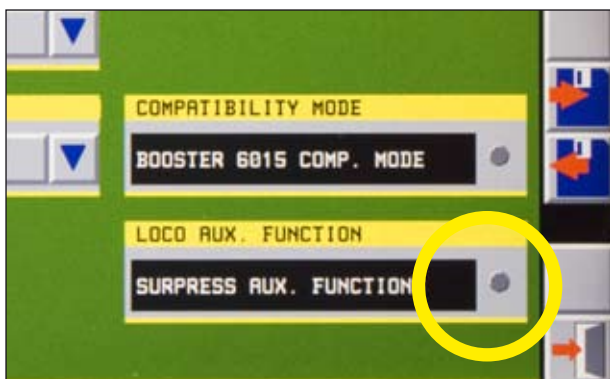 COMPATIBILITY MODE
BOOSTER 6015 COMP. MODE
LOCO AUX. FUNCTION
SURPRESS AUX. FUNCTION